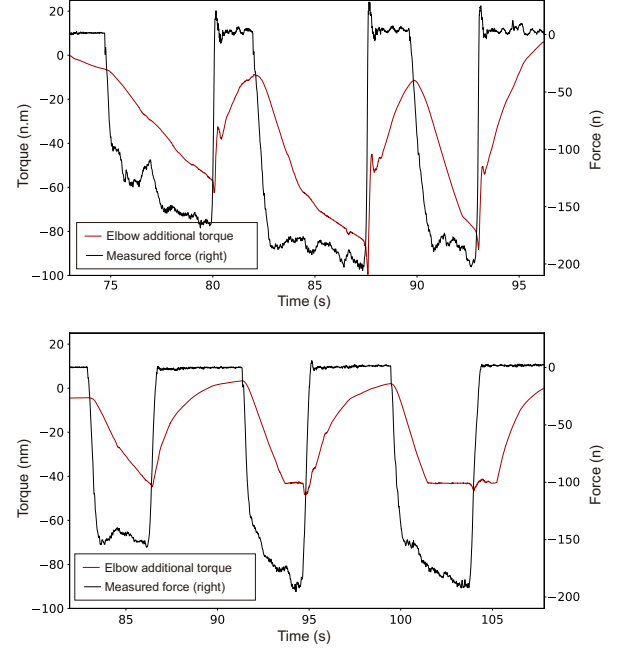 20
0
−20
−40
−60
−80
−100
Torque (n.m)
0
−50
−100
−150
−200
Force (n)
Elbow additional torque
Measured force (right)
75 80 85 90 95
Time (s)
20
0
−20
−40
−60
−80
−100
Torque (nm)
0
−50
−100
−150
−200
Force (n)
Elbow additional torque
Measured force (right)
85 90 95 100 105
Time (s)